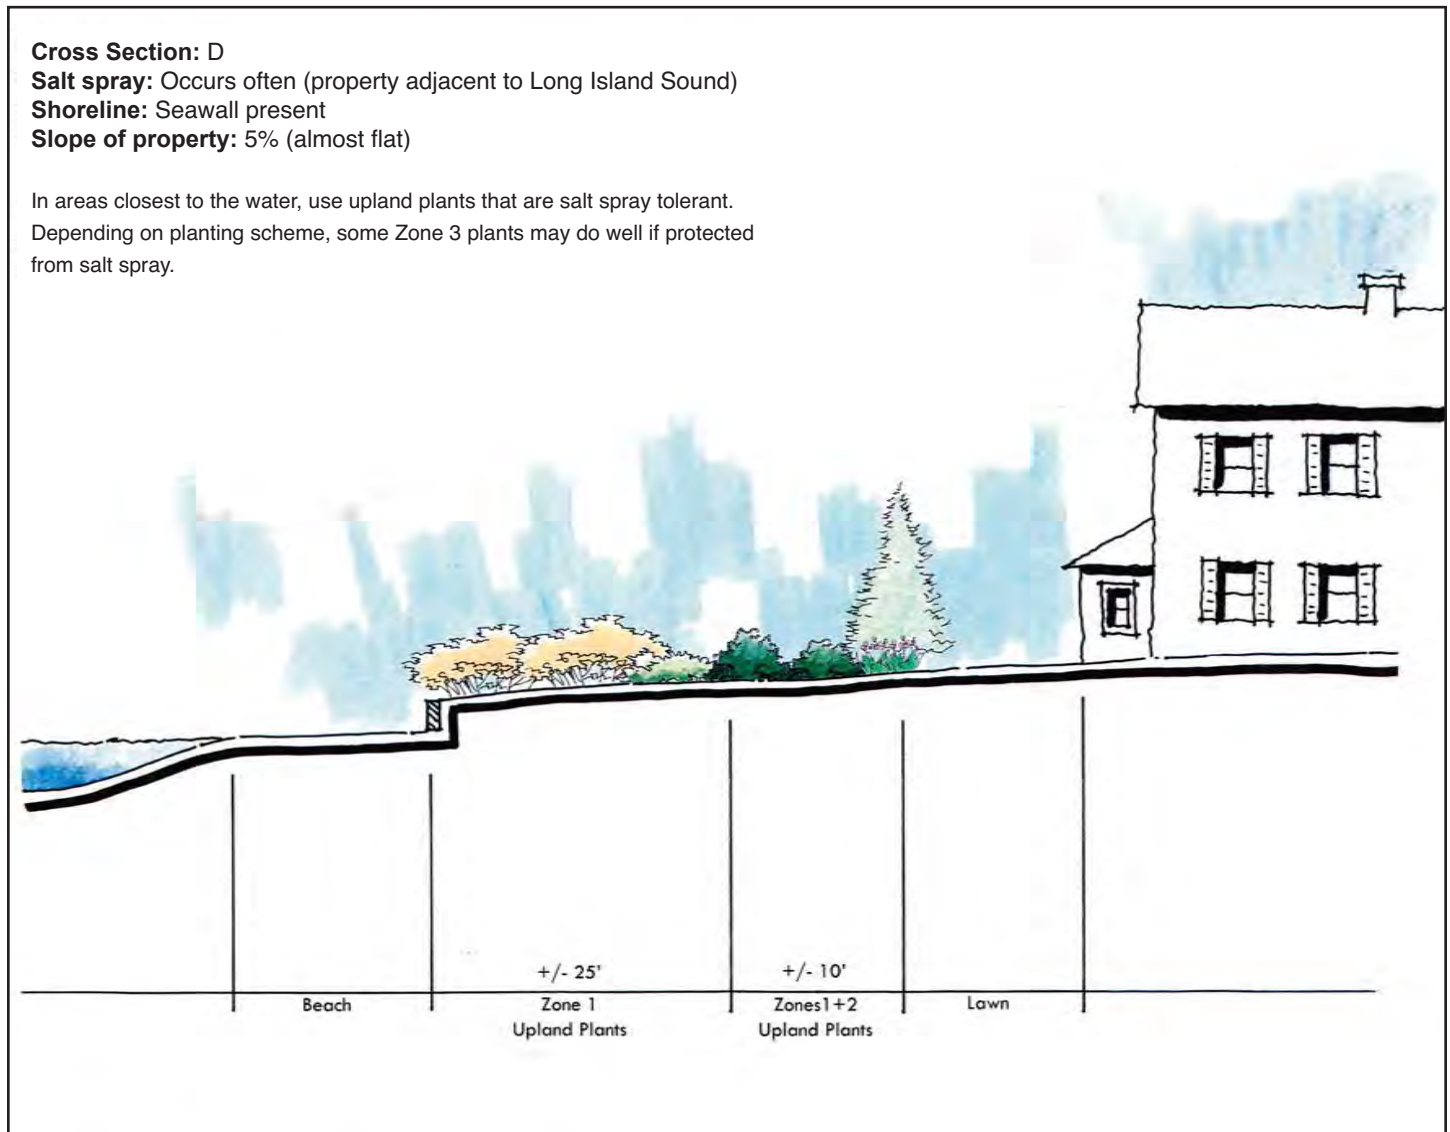 Cross Section: D
Salt spray: Occurs often (property adjacent to Long Island Sound)
Shoreline: Seawall present
Slope of property: 5% (almost flat)
In areas closest to the water, use upland plants that are salt spray tolerant.
Depending on planting scheme, some Zone 3 plants may do well if protected
from salt spray.
+/- 25'
+/- 10'
Beach
Zone 1
Upland Plants
Zones1+2
Upland Plants
Lawn